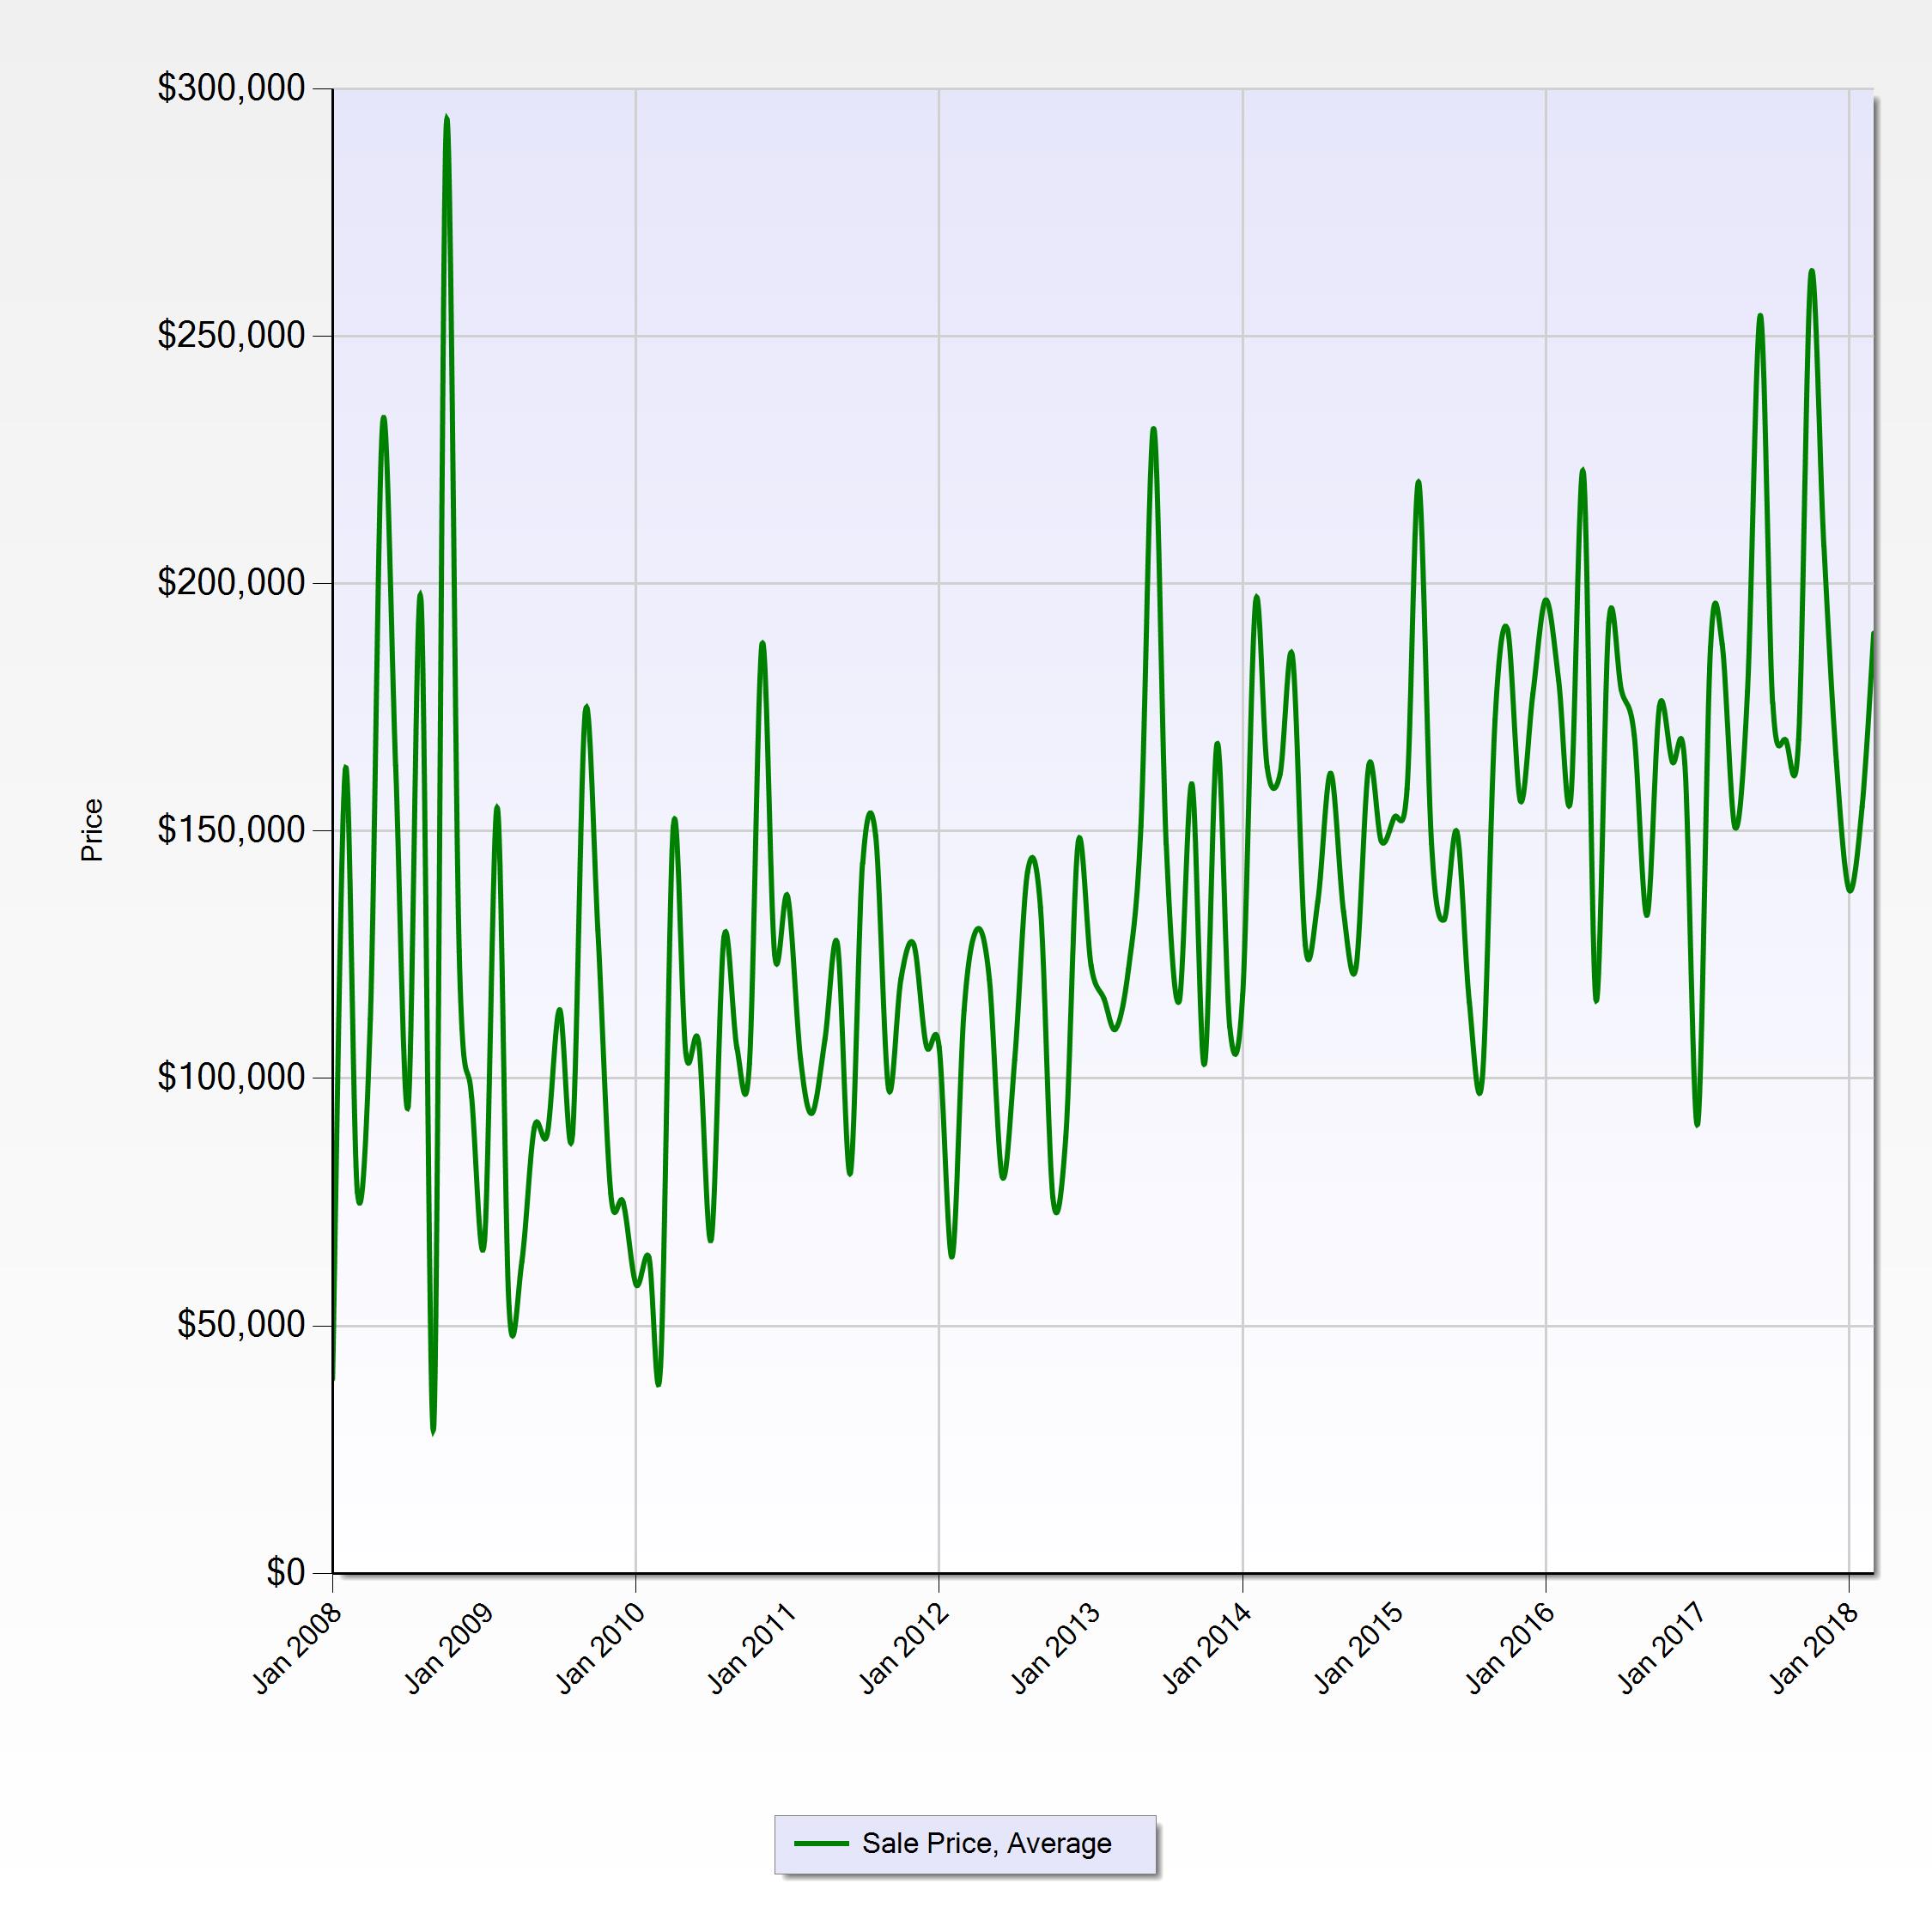 $300,000
$250,000
$200,000
$150,000
$100,000
$50,000
$0
Price
Jan 2008
Jan 2009
Jan 2010
Jan 2011
Jan 2012
Jan 2013
Jan 2014
Jan 2015
Jan 2016
Jan 2017
Jan 2018
Sale Price, Average